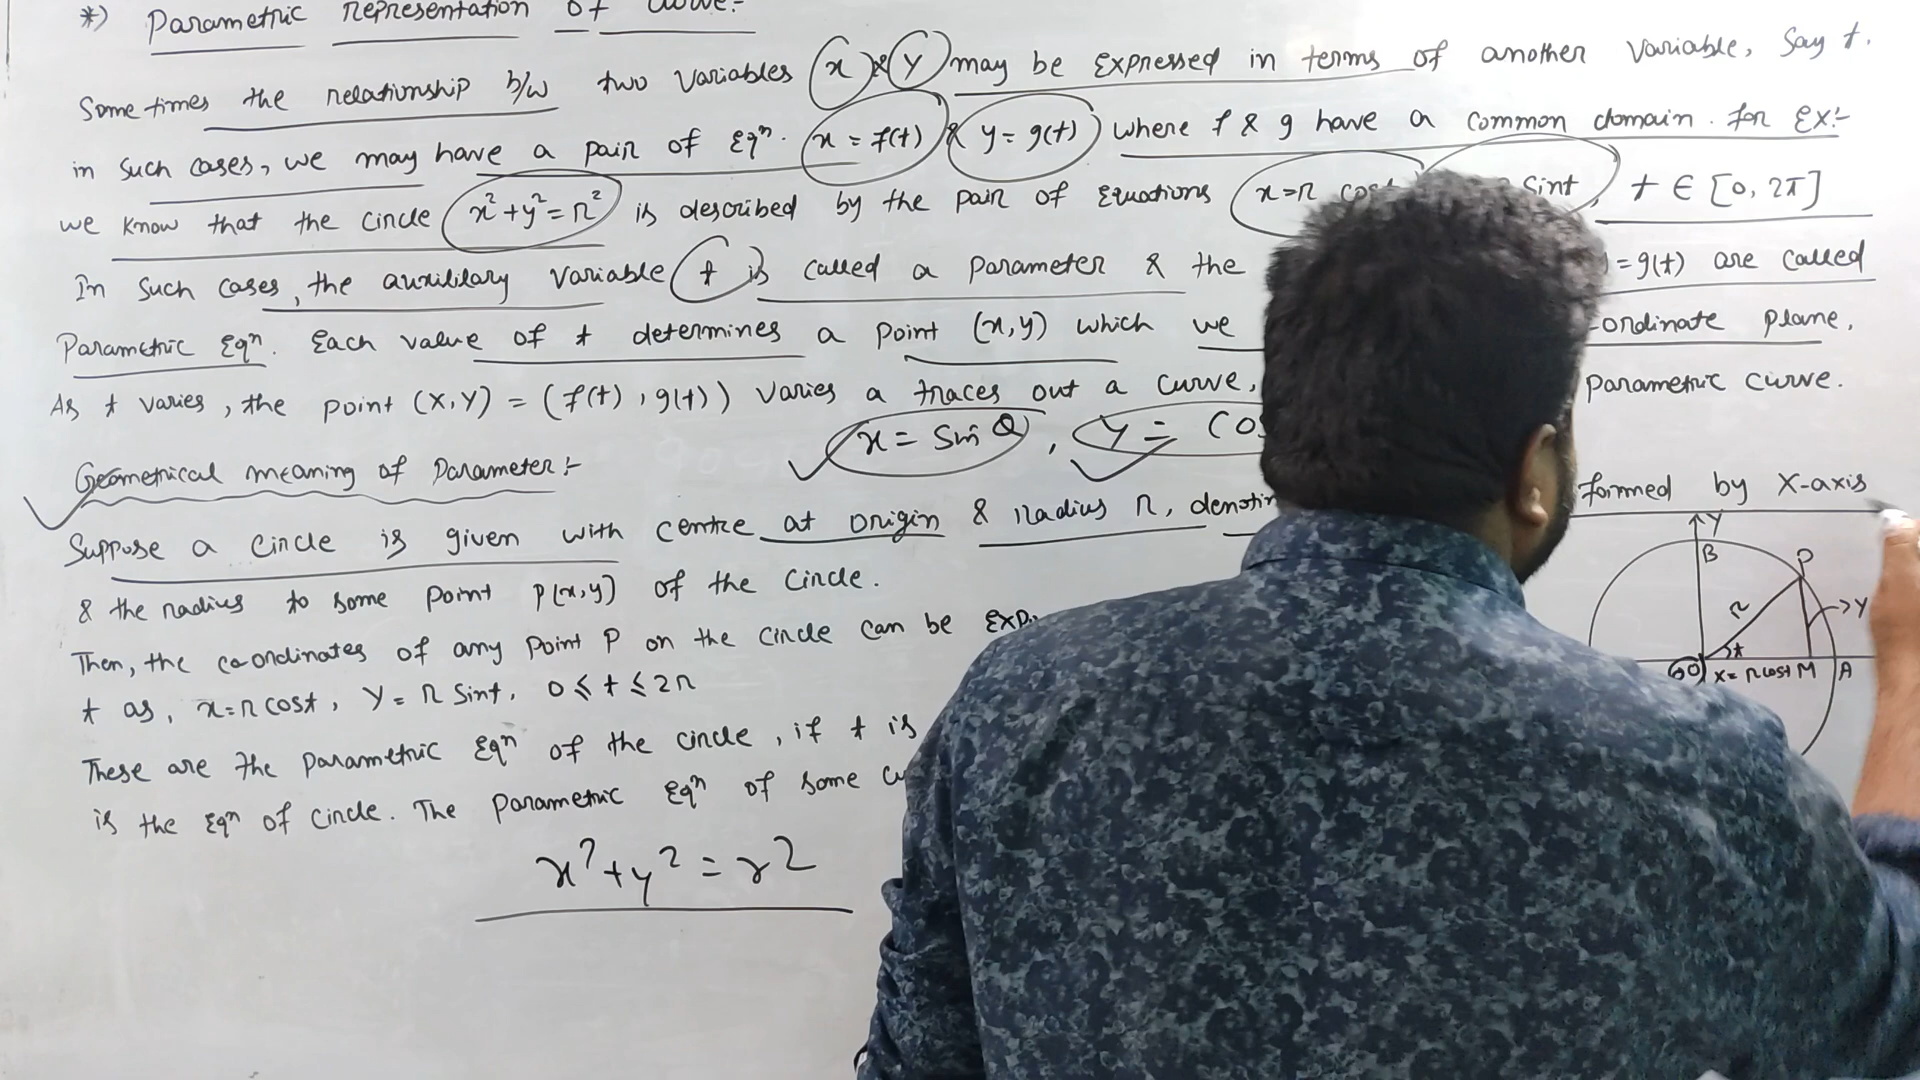 *) Parametric representation of curve:-
Some times the relationship b/w two variables x & y may be expressed in terms of another variable, say t.
in such cases, we may have a pair of Eqⁿ. x = f(t) & y = g(t) where f & g have a common domain. for Ex:-
we know that the circle x²+y²=r² is described by the pair of Equations x=r cost sint, t ∈ [0, 2π]
In such cases, the auxililary variable t is called a parameter & the =g(t) are called
Parametric Eqⁿ. Each value of t determines a point (x,y) which we -ordinate plane.
As t varies, the point (x,y) = (f(t), g(t)) varies a traces out a curve, parametric curve.
x = Sin θ, y = Cos
Geometrical meaning of Parameter:-
Suppose a circle is given with centre at origin & radius r, formed by X-axis
& the radius to some point P(x,y) of the circle.
Then, the co-ordinates of any point P on the circle can be
t as, x=r cost, y= r sint, 0 ≤ t ≤ 2π
These are the parametric Eqⁿ of the circle, if t is
is the Eqⁿ of circle. The parametric Eqⁿ of some
x²+y² = r²
Y
B
P
r
Y
t
O X= r cost M A